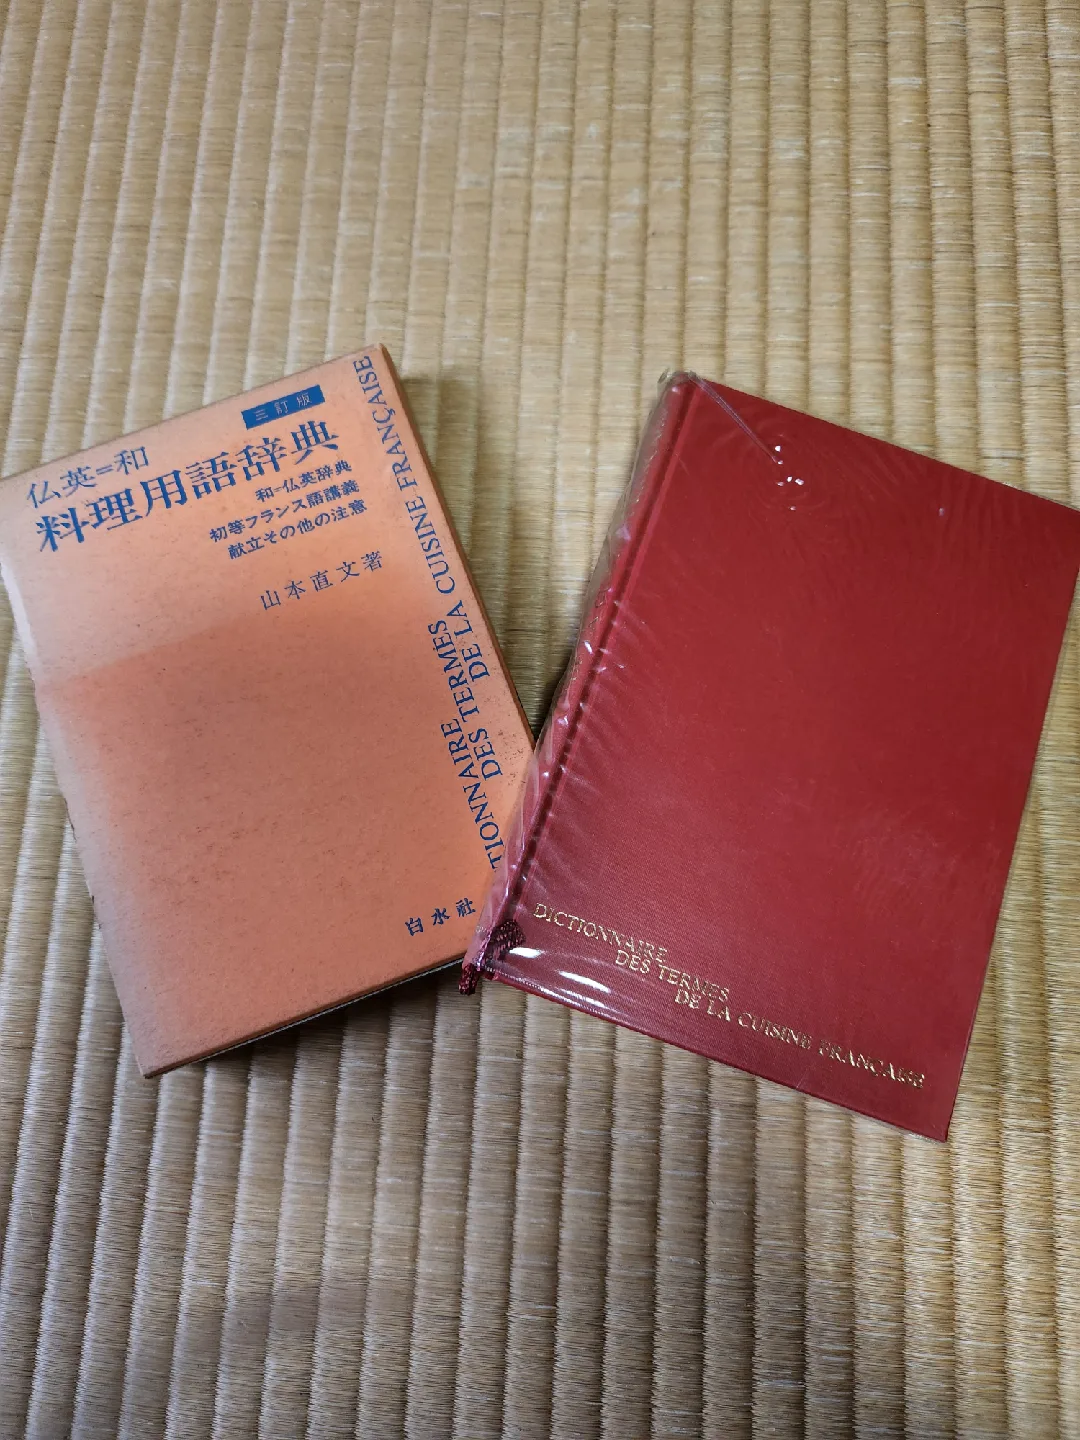 三訂版
仏英=和
料理用語辞典
和-仏英辞典
初等フランス語講義
献立その他の注意
山本直文著
TIONNAIRE
DES TERMES
DE LA CUISINE FRANÇAISE
白水社
DICTIONNAIRE
DES TERMES
DE LA CUISINE FRANÇAISE